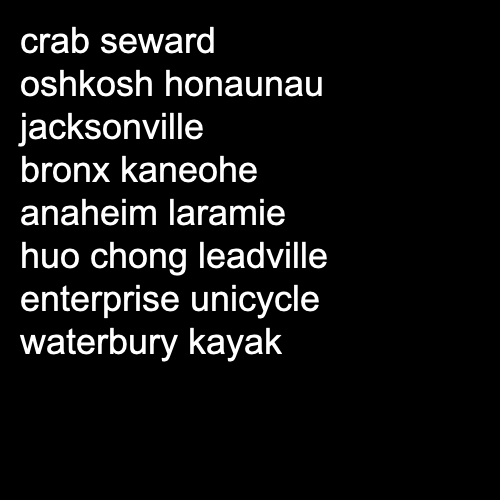 crab seward
oshkosh honaunau
jacksonville
bronx kaneohe
anaheim laramie
huo chong leadville
enterprise unicycle
waterbury kayak